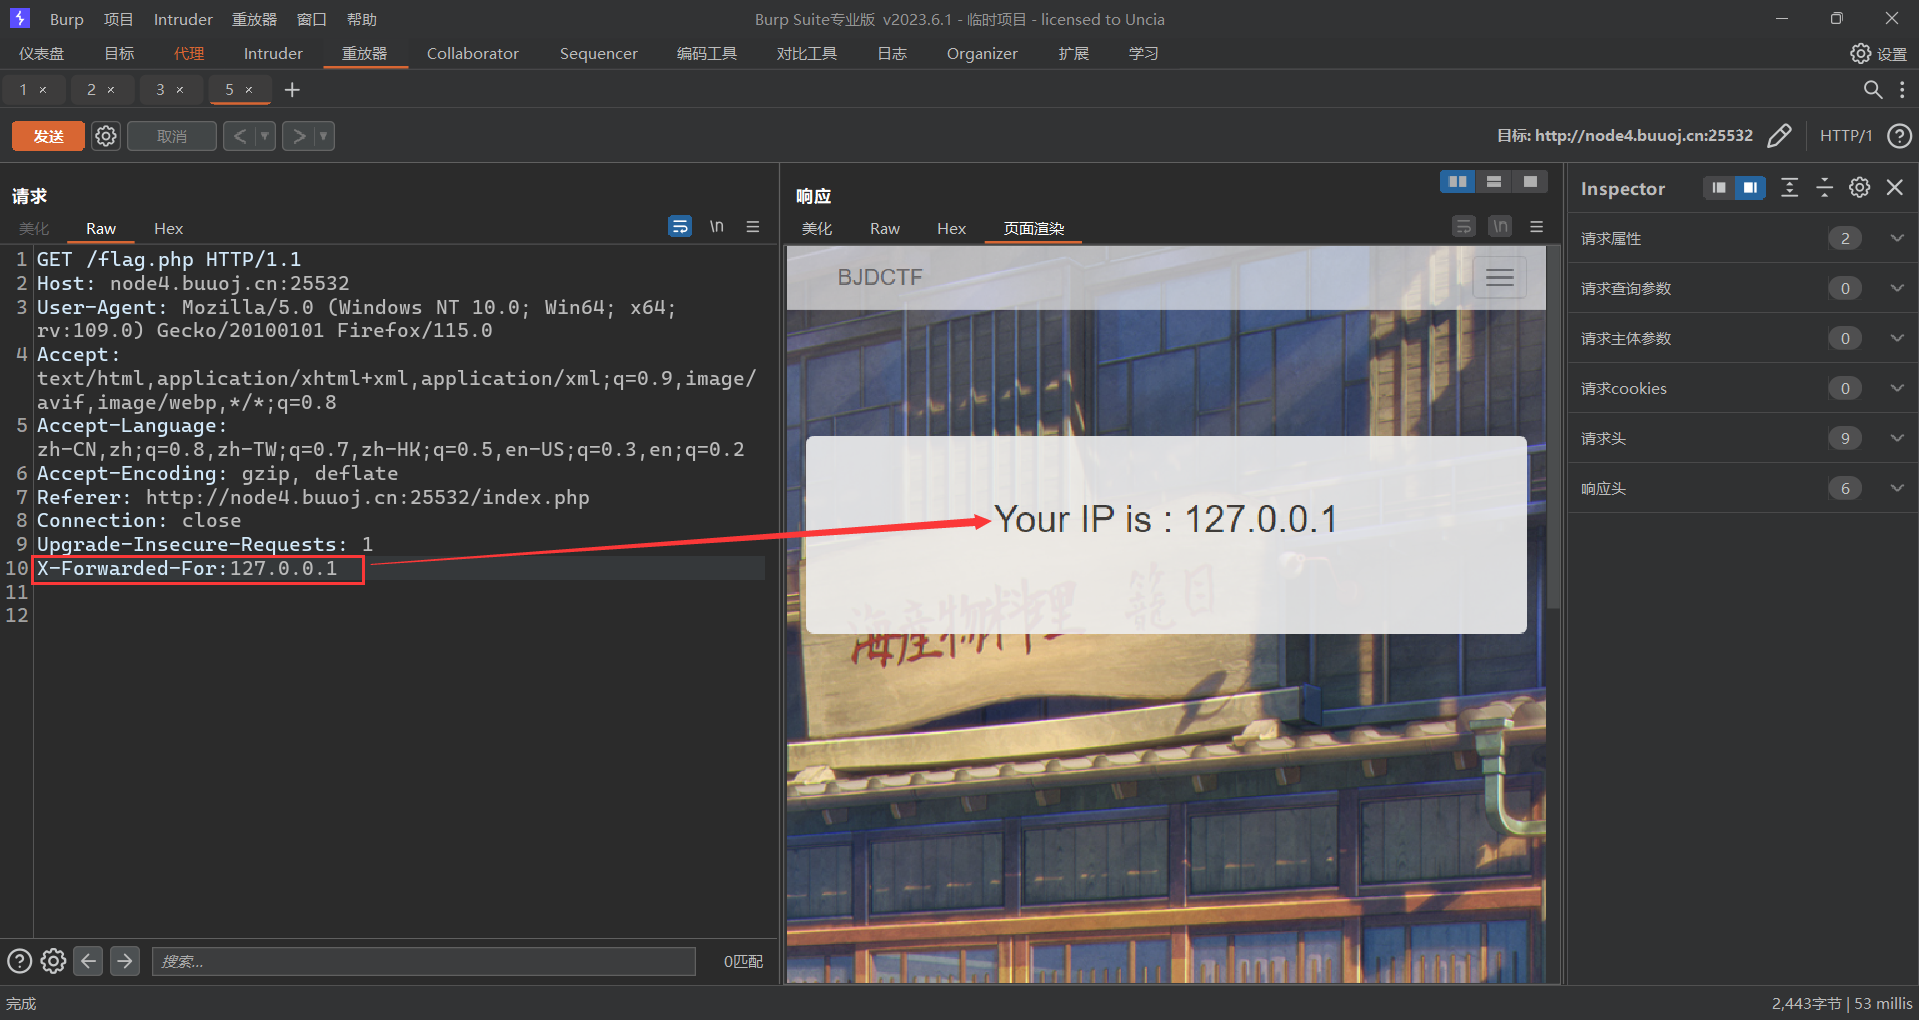 Burp 项目 Intruder 重放器 窗口 帮助 Burp Suite专业版 v2023.6.1 - 临时项目 - licensed to Uncia
仪表盘 目标 代理 Intruder 重放器 Collaborator Sequencer 编码工具 对比工具 日志 Organizer 扩展 学习 设置
1 × 2 × 3 × 5 × +
发送 取消 < > 目标: http://node4.buuoj.cn:25532 HTTP/1
请求
美化 Raw Hex \n
1 GET /flag.php HTTP/1.1
2 Host: node4.buuoj.cn:25532
3 User-Agent: Mozilla/5.0 (Windows NT 10.0; Win64; x64;
rv:109.0) Gecko/20100101 Firefox/115.0
4 Accept:
text/html,application/xhtml+xml,application/xml;q=0.9,image/
avif,image/webp,*/*;q=0.8
5 Accept-Language:
zh-CN,zh;q=0.8,zh-TW;q=0.7,zh-HK;q=0.5,en-US;q=0.3,en;q=0.2
6 Accept-Encoding: gzip, deflate
7 Referer: http://node4.buuoj.cn:25532/index.php
8 Connection: close
9 Upgrade-Insecure-Requests: 1
10 X-Forwarded-For:127.0.0.1
11
12
搜索... 0匹配
响应
美化 Raw Hex 页面渲染 \n
BJDCTF
Your IP is : 127.0.0.1
海産物料理 籠目
Inspector
请求属性 2
请求查询参数 0
请求主体参数 0
请求cookies 0
请求头 9
响应头 6
完成 2,443字节 | 53 millis